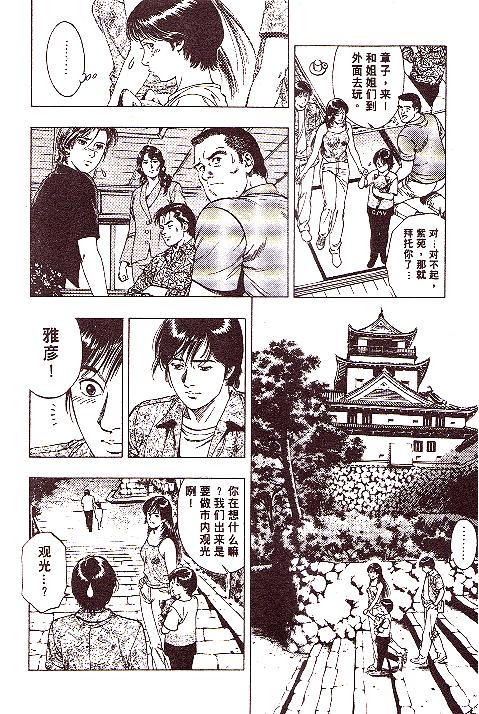 ………
章子，来—
和姐姐们到
外面去玩。
CMV
对…对不起，
紫苑，那就
拜托你了…
雅彦！
………
你在想什么嘛
？我们出来是
要做市内观光
咧！
观光
…？